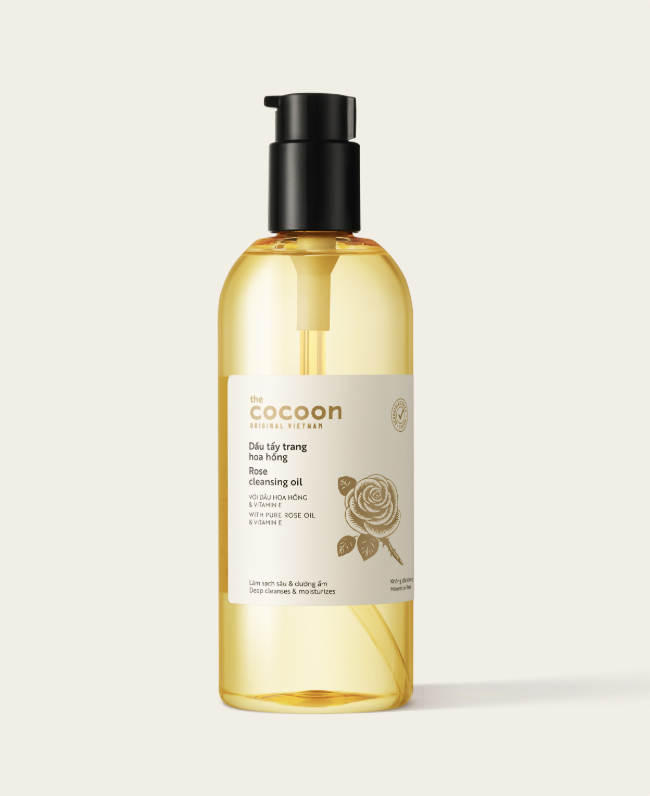 the
cocoon
ORIGINAL VIETNAM
Dầu tẩy trang
hoa hồng
Rose
cleansing oil
VỚI DẦU HOA HỒNG
& VITAMIN E
WITH PURE ROSE OIL
& VITAMIN E
Làm sạch sâu & dưỡng ẩm
Deep cleanses & moisturizes